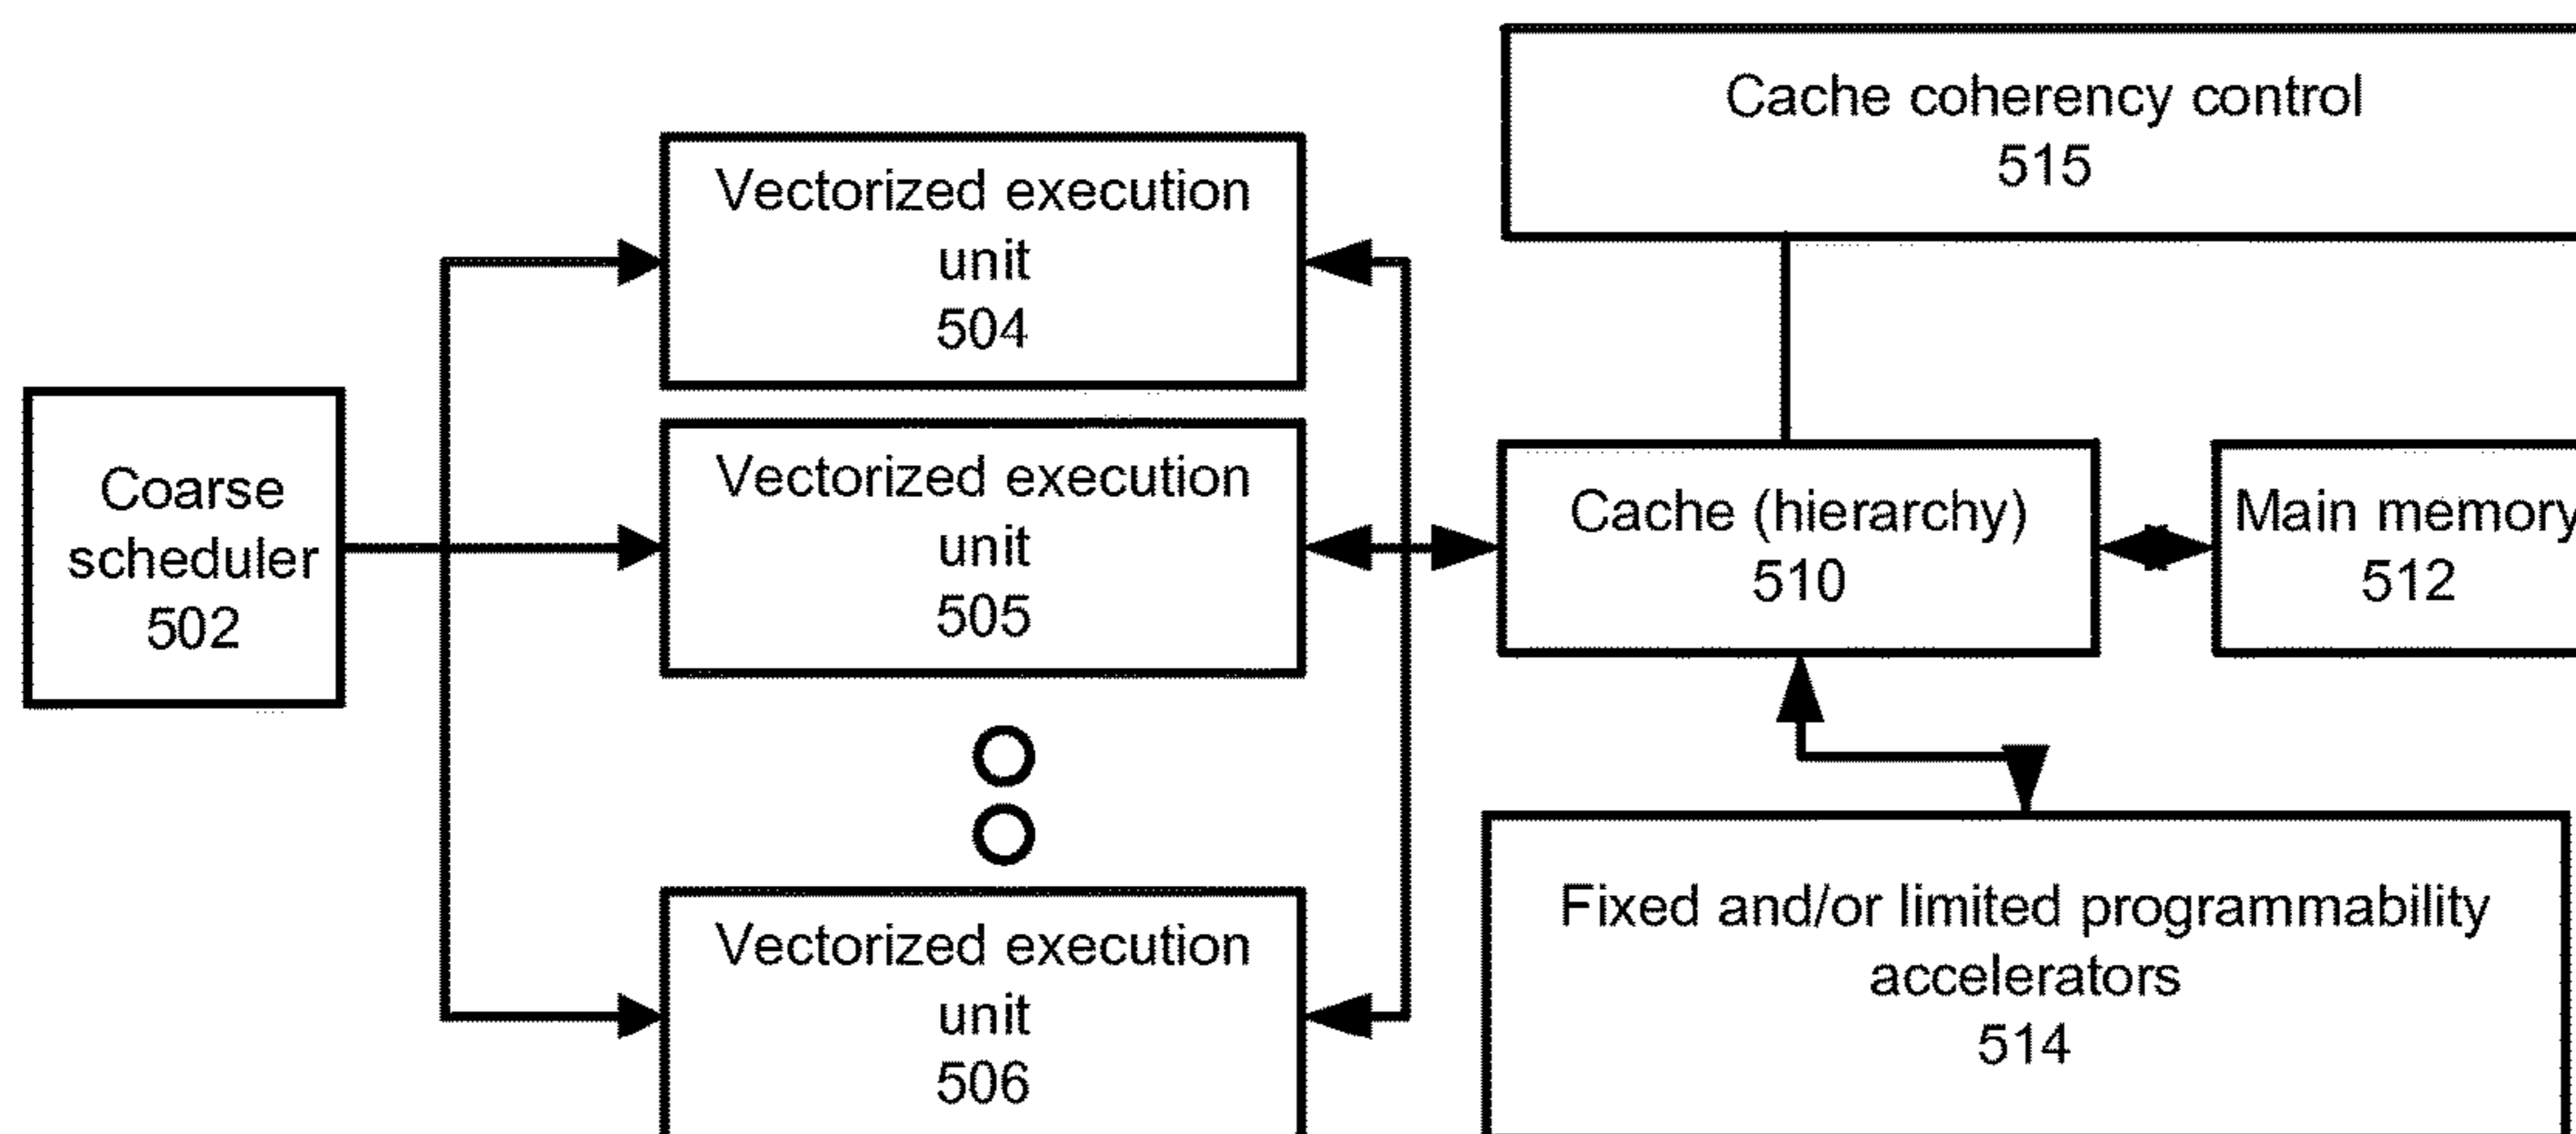 Coarse
scheduler
502
Vectorized execution
unit
504
Vectorized execution
unit
505
Vectorized execution
unit
506
Cache coherency control
515
Cache (hierarchy)
510
Main memory
512
Fixed and/or limited programmability
accelerators
514